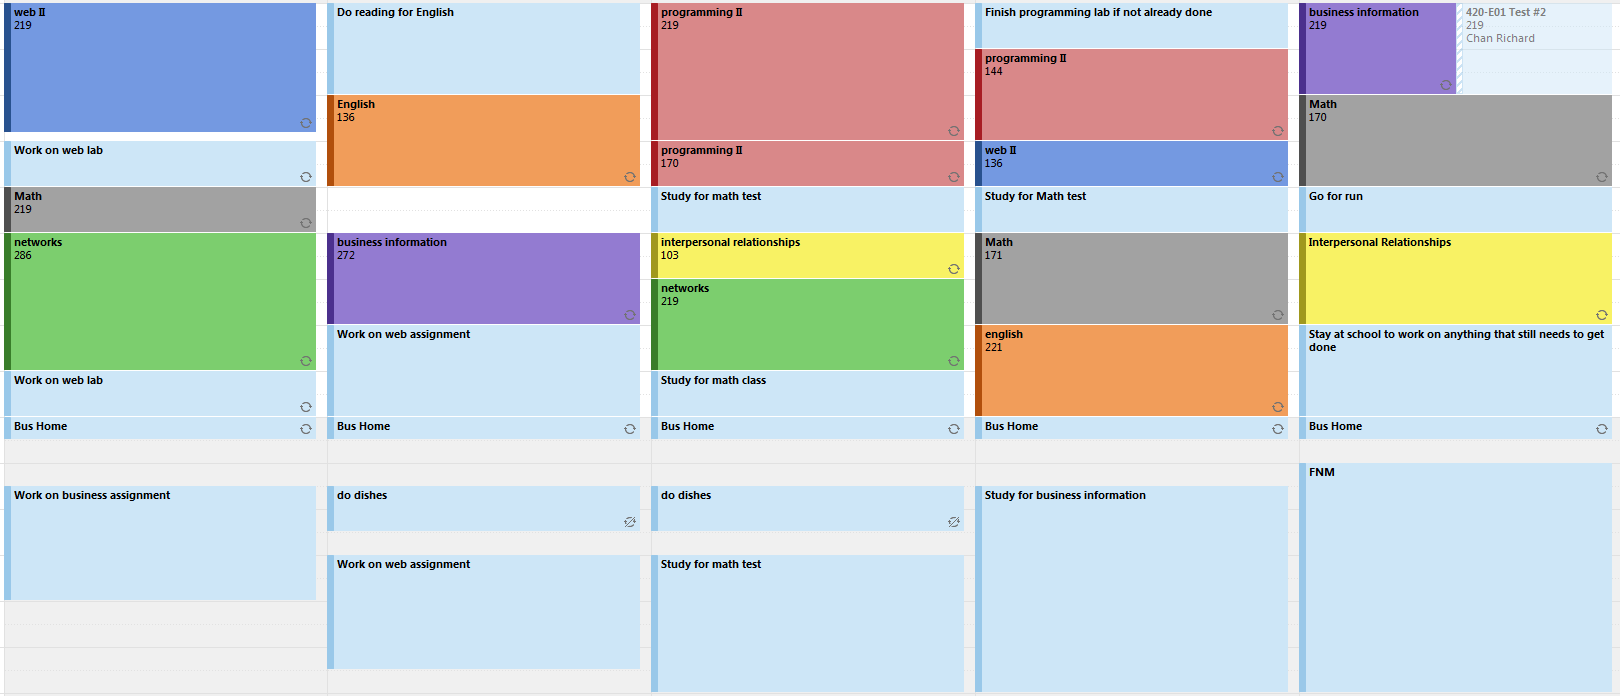 web II
219
Work on web lab
Math
219
networks
286
Work on web lab
Bus Home
Work on business assignment
Do reading for English
English
136
business information
272
Work on web assignment
Bus Home
do dishes
Work on web assignment
programming II
219
programming II
170
Study for math test
interpersonal relationships
103
networks
219
Study for math class
Bus Home
do dishes
Study for math test
Finish programming lab if not already done
programming II
144
web II
136
Study for Math test
Math
171
english
221
Bus Home
Study for business information
business information
219
420-E01 Test #2
219
Chan Richard
Math
170
Go for run
Interpersonal Relationships
Stay at school to work on anything that still needs to get
done
Bus Home
FNM